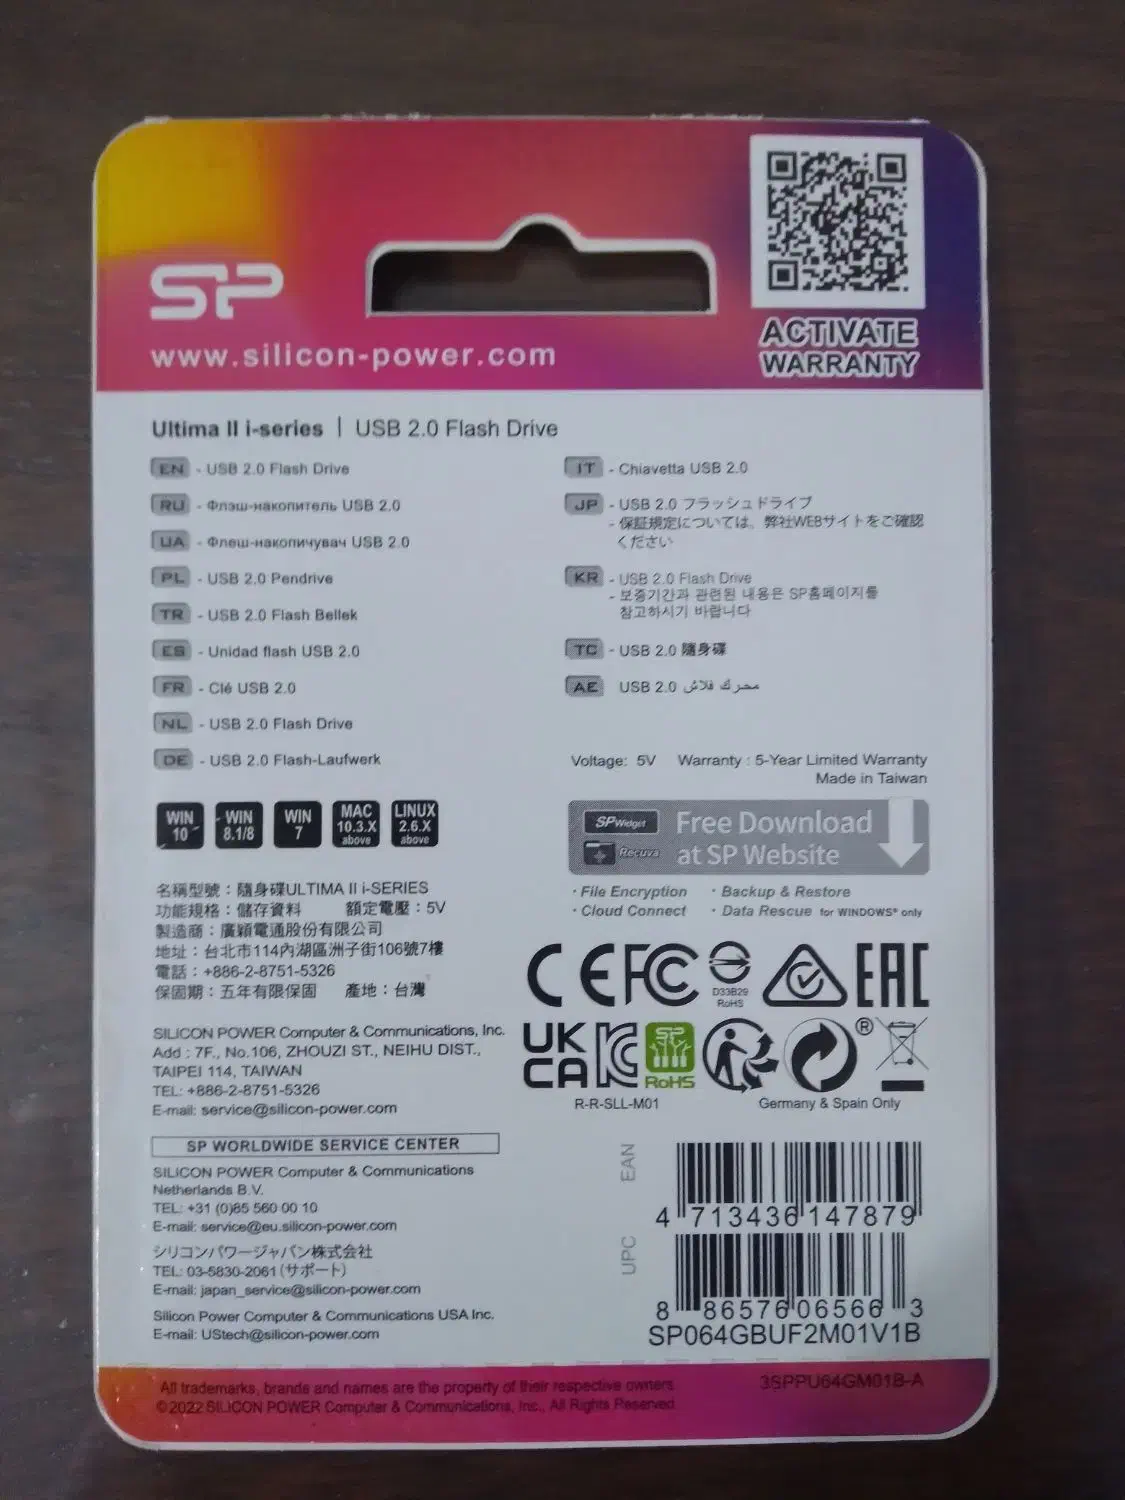 SP
www.silicon-power.com
ACTIVATE
WARRANTY
Ultima II i-series | USB 2.0 Flash Drive
EN - USB 2.0 Flash Drive
RU - Флэш-накопитель USB 2.0
UA - Флеш-накопичувач USB 2.0
PL - USB 2.0 Pendrive
TR - USB 2.0 Flash Bellek
ES - Unidad flash USB 2.0
FR - Clé USB 2.0
NL - USB 2.0 Flash Drive
DE - USB 2.0 Flash-Laufwerk
IT - Chiavetta USB 2.0
JP - USB 2.0 フラッシュドライブ
- 保証規定については、弊社WEBサイトをご確認
ください
KR - USB 2.0 Flash Drive
- 보증기간과 관련된 내용은 SP홈페이지를
참고하시기 바랍니다
TC - USB 2.0 隨身碟
AE USB 2.0 محرك فلاش
Voltage: 5V Warranty : 5-Year Limited Warranty
Made in Taiwan
WIN
10
WIN
8.1/8
WIN
7
MAC
10.3.X
above
LINUX
2.6.X
above
SP Widget
Recuva
Free Download
at SP Website
· File Encryption · Backup & Restore
· Cloud Connect · Data Rescue for WINDOWS® only
名稱型號：隨身碟ULTIMA II i-SERIES
功能規格：儲存資料 額定電壓：5V
製造商：廣穎電通股份有限公司
地址：台北市114內湖區洲子街106號7樓
電話：+886-2-8751-5326
保固期：五年有限保固 產地：台灣
CE FC
D33B29
RoHS
EAC
UK
CA
SP
RoHS
®
R-R-SLL-M01
Germany & Spain Only
SILICON POWER Computer & Communications, Inc.
Add : 7F., No.106, ZHOUZI ST., NEIHU DIST.,
TAIPEI 114, TAIWAN
TEL: +886-2-8751-5326
E-mail: service@silicon-power.com
SP WORLDWIDE SERVICE CENTER
SILICON POWER Computer & Communications
Netherlands B.V.
TEL: +31 (0)85 560 00 10
E-mail: service@eu.silicon-power.com
シリコンパワージャパン株式会社
TEL: 03-5830-2061 (サポート)
E-mail: japan_service@silicon-power.com
Silicon Power Computer & Communications USA Inc.
E-mail: UStech@silicon-power.com
EAN
4 713436 147879
UPC
8 86576 06566 3
SP064GBUF2M01V1B
All trademarks, brands and names are the property of their respective owners.
©2022 SILICON POWER Computer & Communications, Inc., All Rights Reserved.
3SPPU64GM01B-A